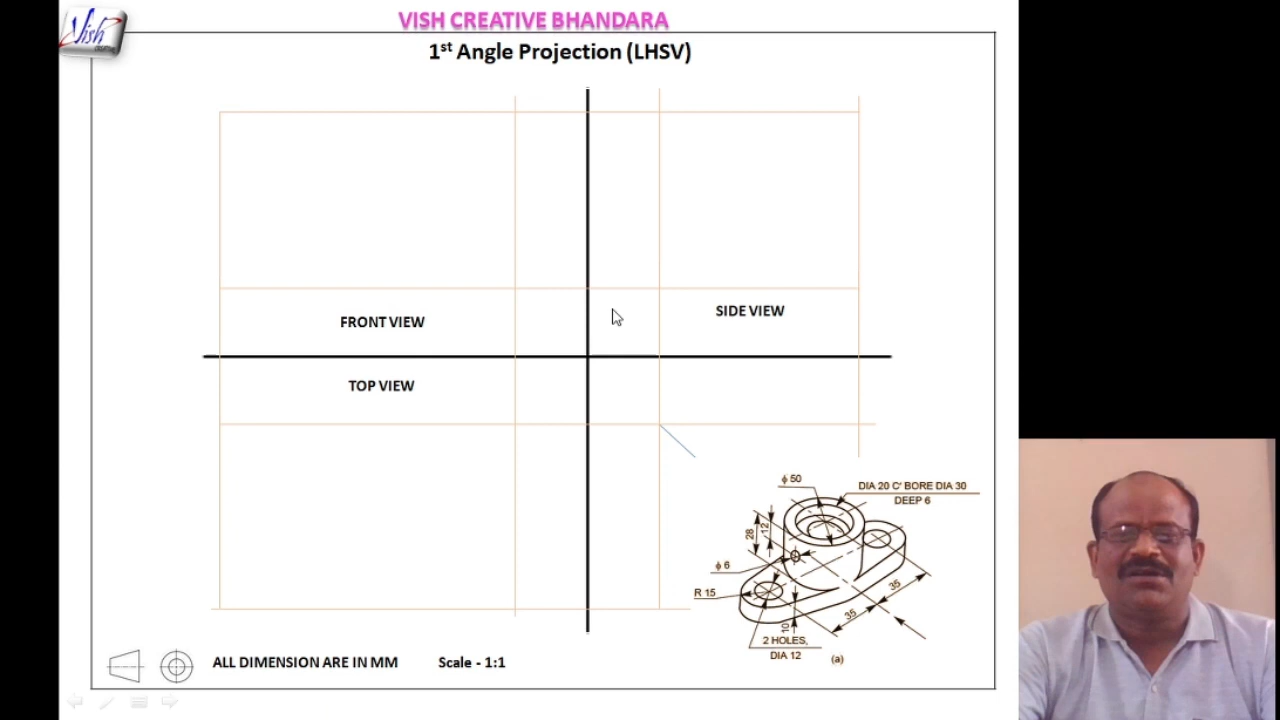 VISH CREATIVE BHANDARA
Vish
1st Angle Projection (LHSV)
FRONT VIEW
SIDE VIEW
TOP VIEW
ϕ 50
DIA 20 C' BORE DIA 30
DEEP 6
28
12
ϕ 6
R 15
35
35
10
2 HOLES,
DIA 12
(a)
ALL DIMENSION ARE IN MM
Scale - 1:1